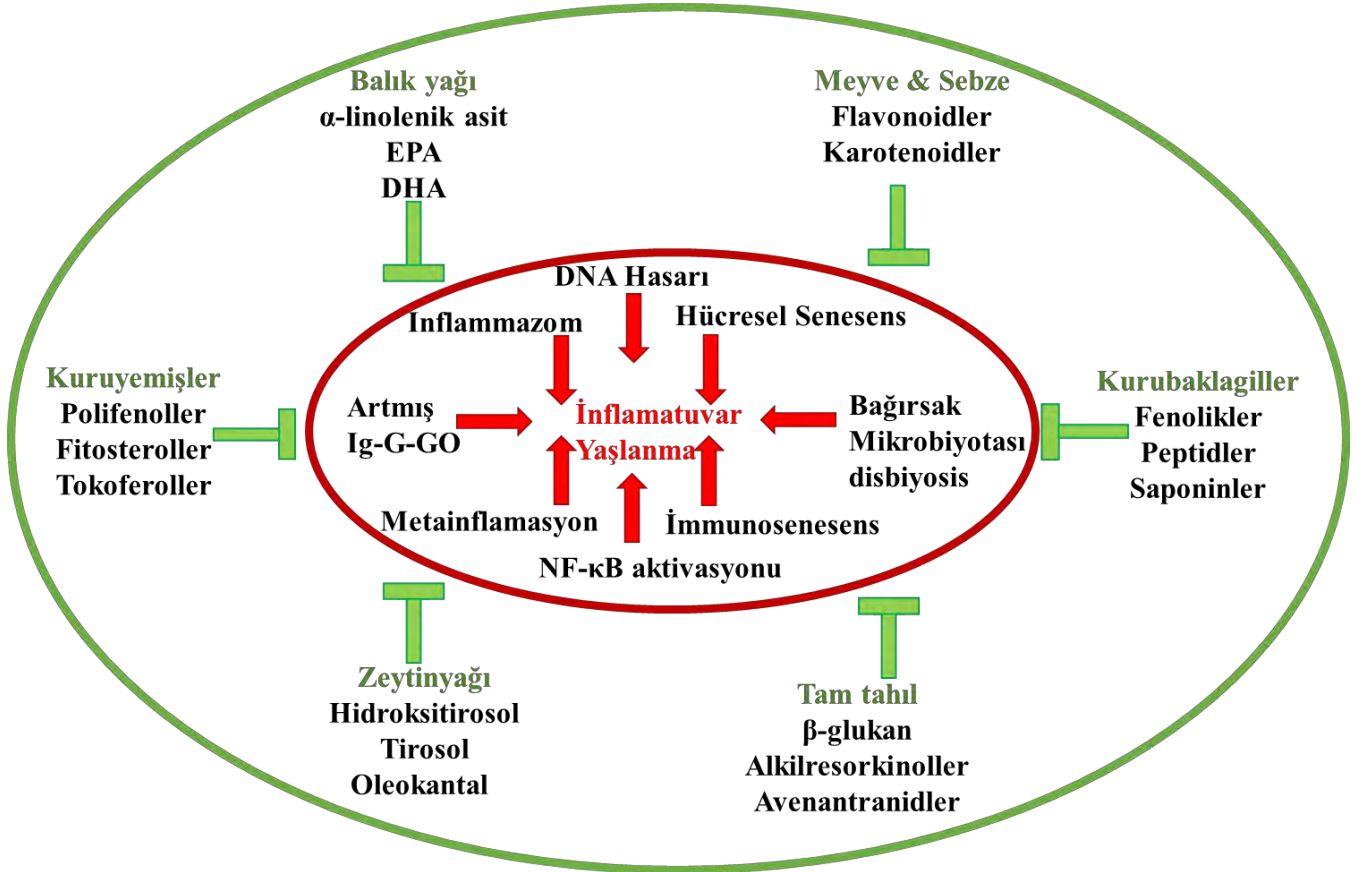 Balık yağı
α-linolenik asit
EPA
DHA
Meyve & Sebze
Flavonoidler
Karotenoidler
DNA Hasarı
Inflammazom
Hücresel Senesens
Kuruyemişler
Polifenoller
Fitosteroller
Tokoferoller
Artmış
Ig-G-GO
İnflamatuvar
Yaşlanma
Bağırsak
Mikrobiyotası
disbiyosis
Kurubaklagiller
Fenolikler
Peptidler
Saponinler
Metainflamasyon
İmmunosenesens
NF-κB aktivasyonu
Zeytinyağı
Hidroksitirosol
Tirosol
Oleokantal
Tam tahıl
β-glukan
Alkilresorkinoller
Avenantranidler